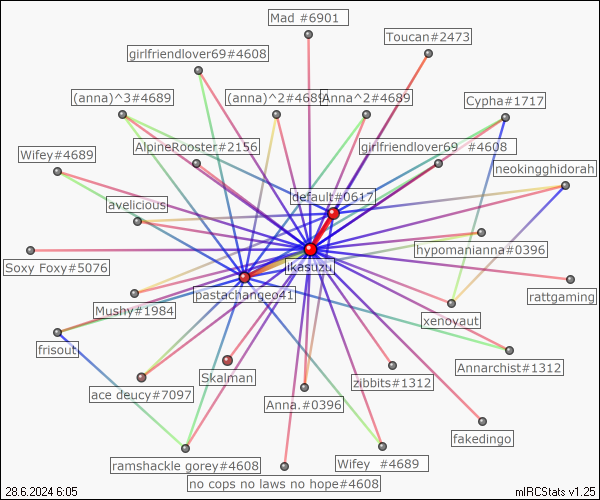 Mad #6901
Toucan#2473
girlfriendlover69#4608
(anna)^3#4689
(anna)^2#4689
Anna^2#4689
Cypha#1717
AlpineRooster#2156
girlfriendlover69 #4608
Wifey#4689
neokingghidorah
default#0617
avelicious
hypomanianna#0396
Soxy Foxy#5076
ikasuzu
pastachangeo41
rattgaming
Mushy#1984
xenovaut
frisout
Annarchist#1312
Skalman
zibbits#1312
ace deucy#7097
Anna.#0396
fakedingo
ramshackle gorey#4608
Wifey #4689
no cops no laws no hope#4608
28.6.2024 6:05
mIRCStats v1.25